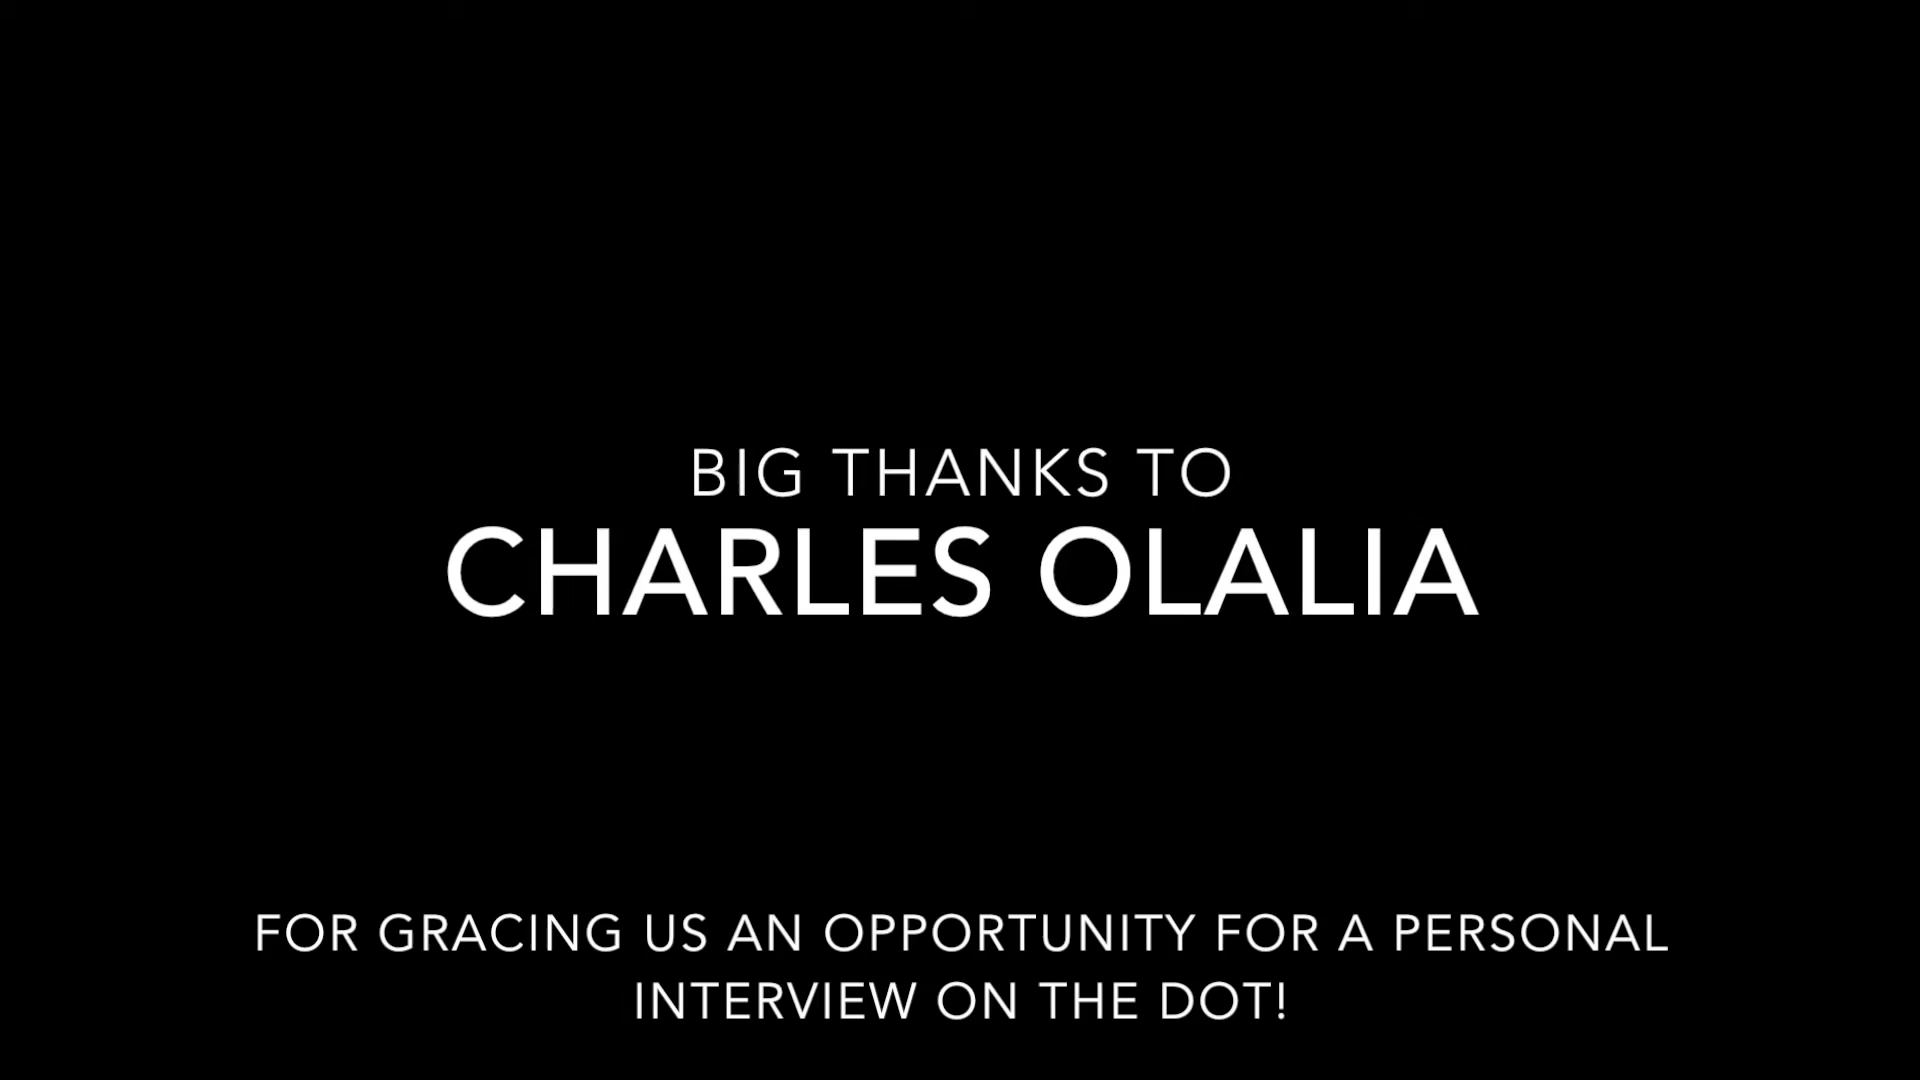 BIG THANKS TO
CHARLES OLALIA
FOR GRACING US AN OPPORTUNITY FOR A PERSONAL
INTERVIEW ON THE DOT!